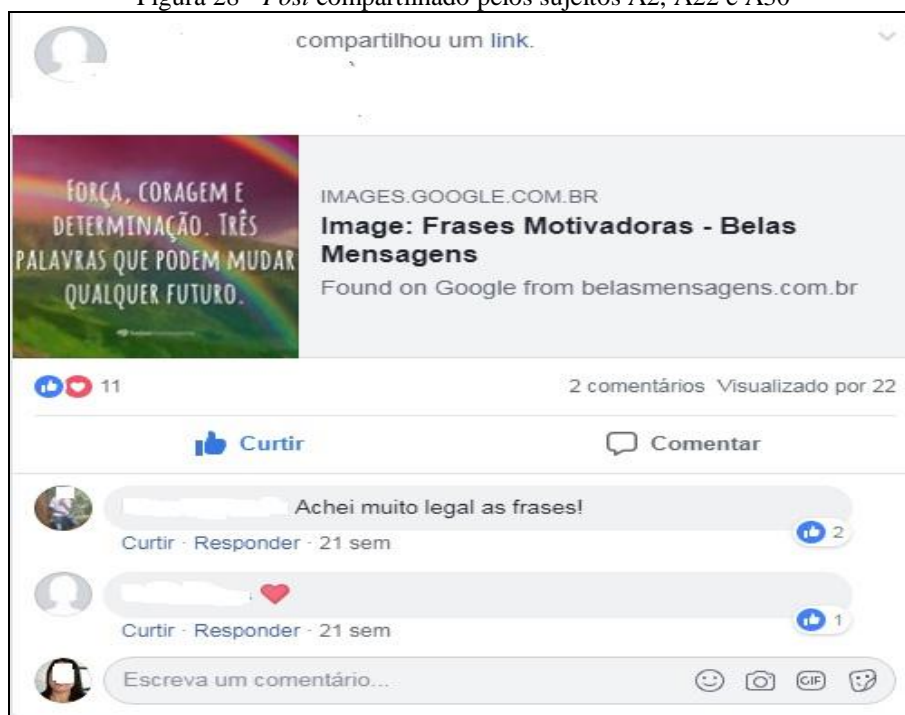 Figura 28 - Post compartilhado pelos sujeitos A2, A22 e A30
compartilhou um link.
FORÇA, CORAGEM E
DETERMINAÇÃO. TRÊS
PALAVRAS QUE PODEM MUDAR
QUALQUER FUTURO.
IMAGES.GOOGLE.COM.BR
Image: Frases Motivadoras - Belas
Mensagens
Found on Google from belasmensagens.com.br
11
2 comentários Visualizado por 22
Curtir
Comentar
Achei muito legal as frases!
2
Curtir · Responder · 21 sem
1
Curtir · Responder · 21 sem
Escreva um comentário...
GIF